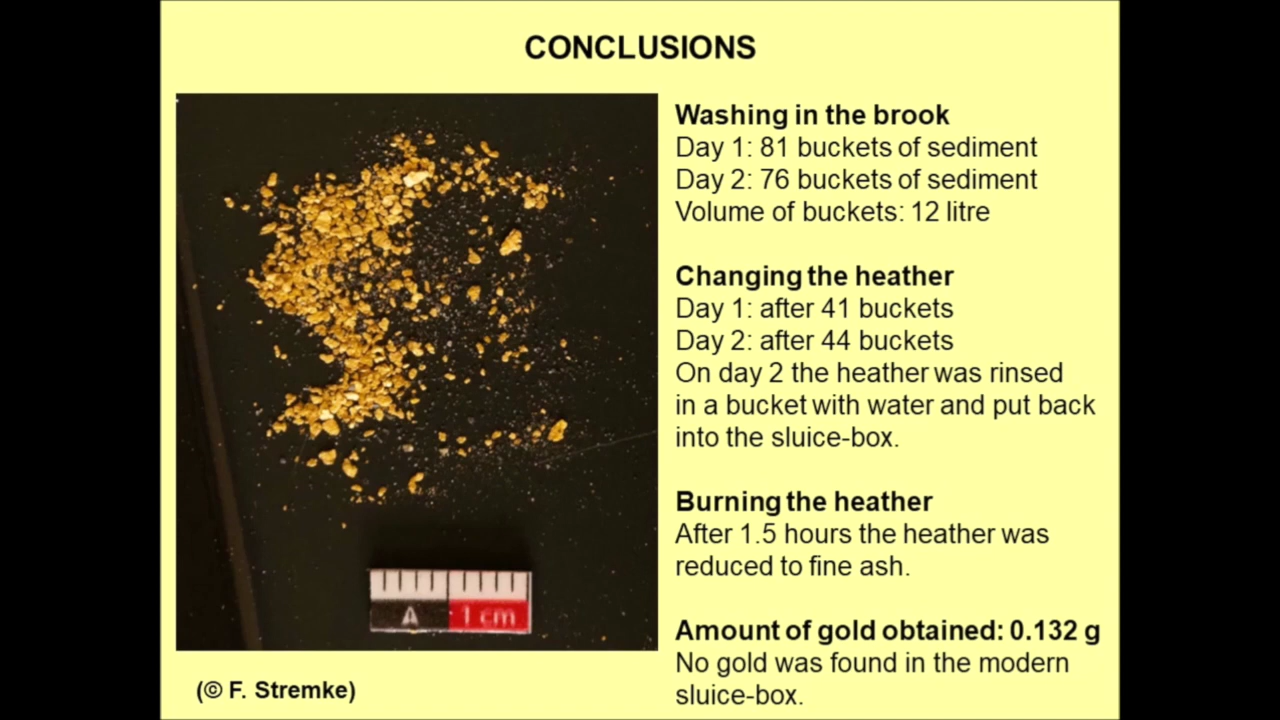 CONCLUSIONS
Washing in the brook
Day 1: 81 buckets of sediment
Day 2: 76 buckets of sediment
Volume of buckets: 12 litre
Changing the heather
Day 1: after 41 buckets
Day 2: after 44 buckets
On day 2 the heather was rinsed
in a bucket with water and put back
into the sluice-box.
Burning the heather
After 1.5 hours the heather was
reduced to fine ash.
Amount of gold obtained: 0.132 g
No gold was found in the modern
sluice-box.
A 1 cm
(© F. Stremke)